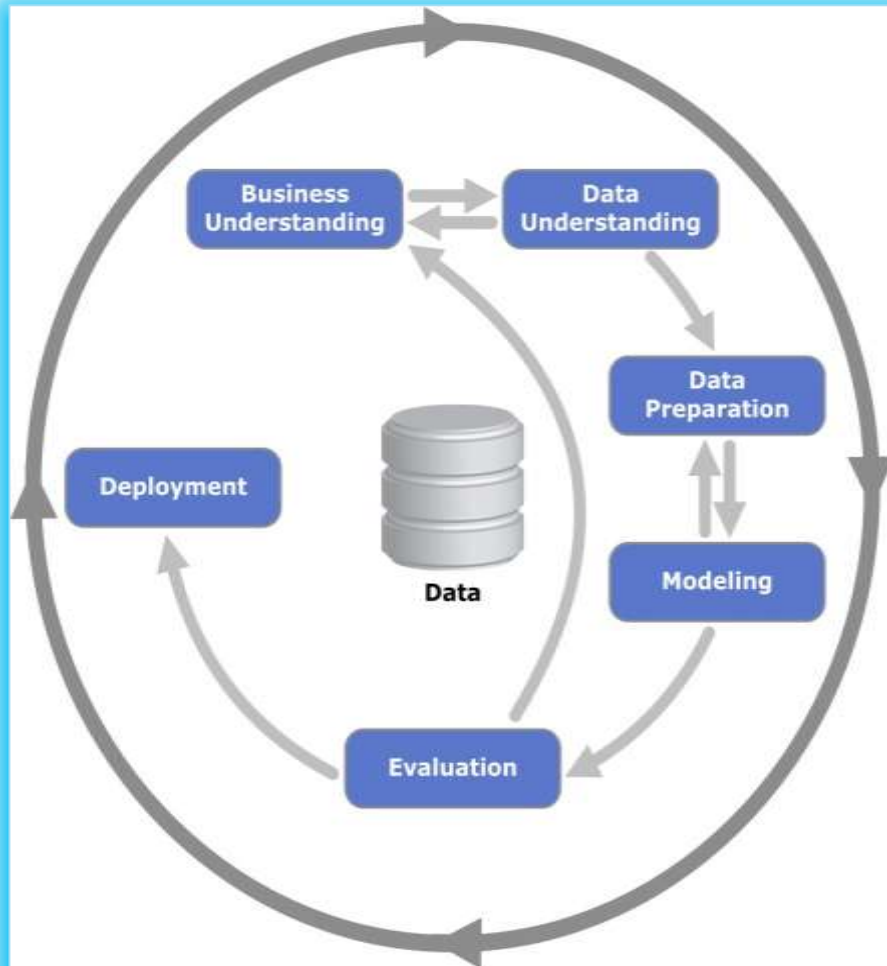 Business
Understanding
Data
Understanding
Data
Preparation
Deployment
Data
Modeling
Evaluation